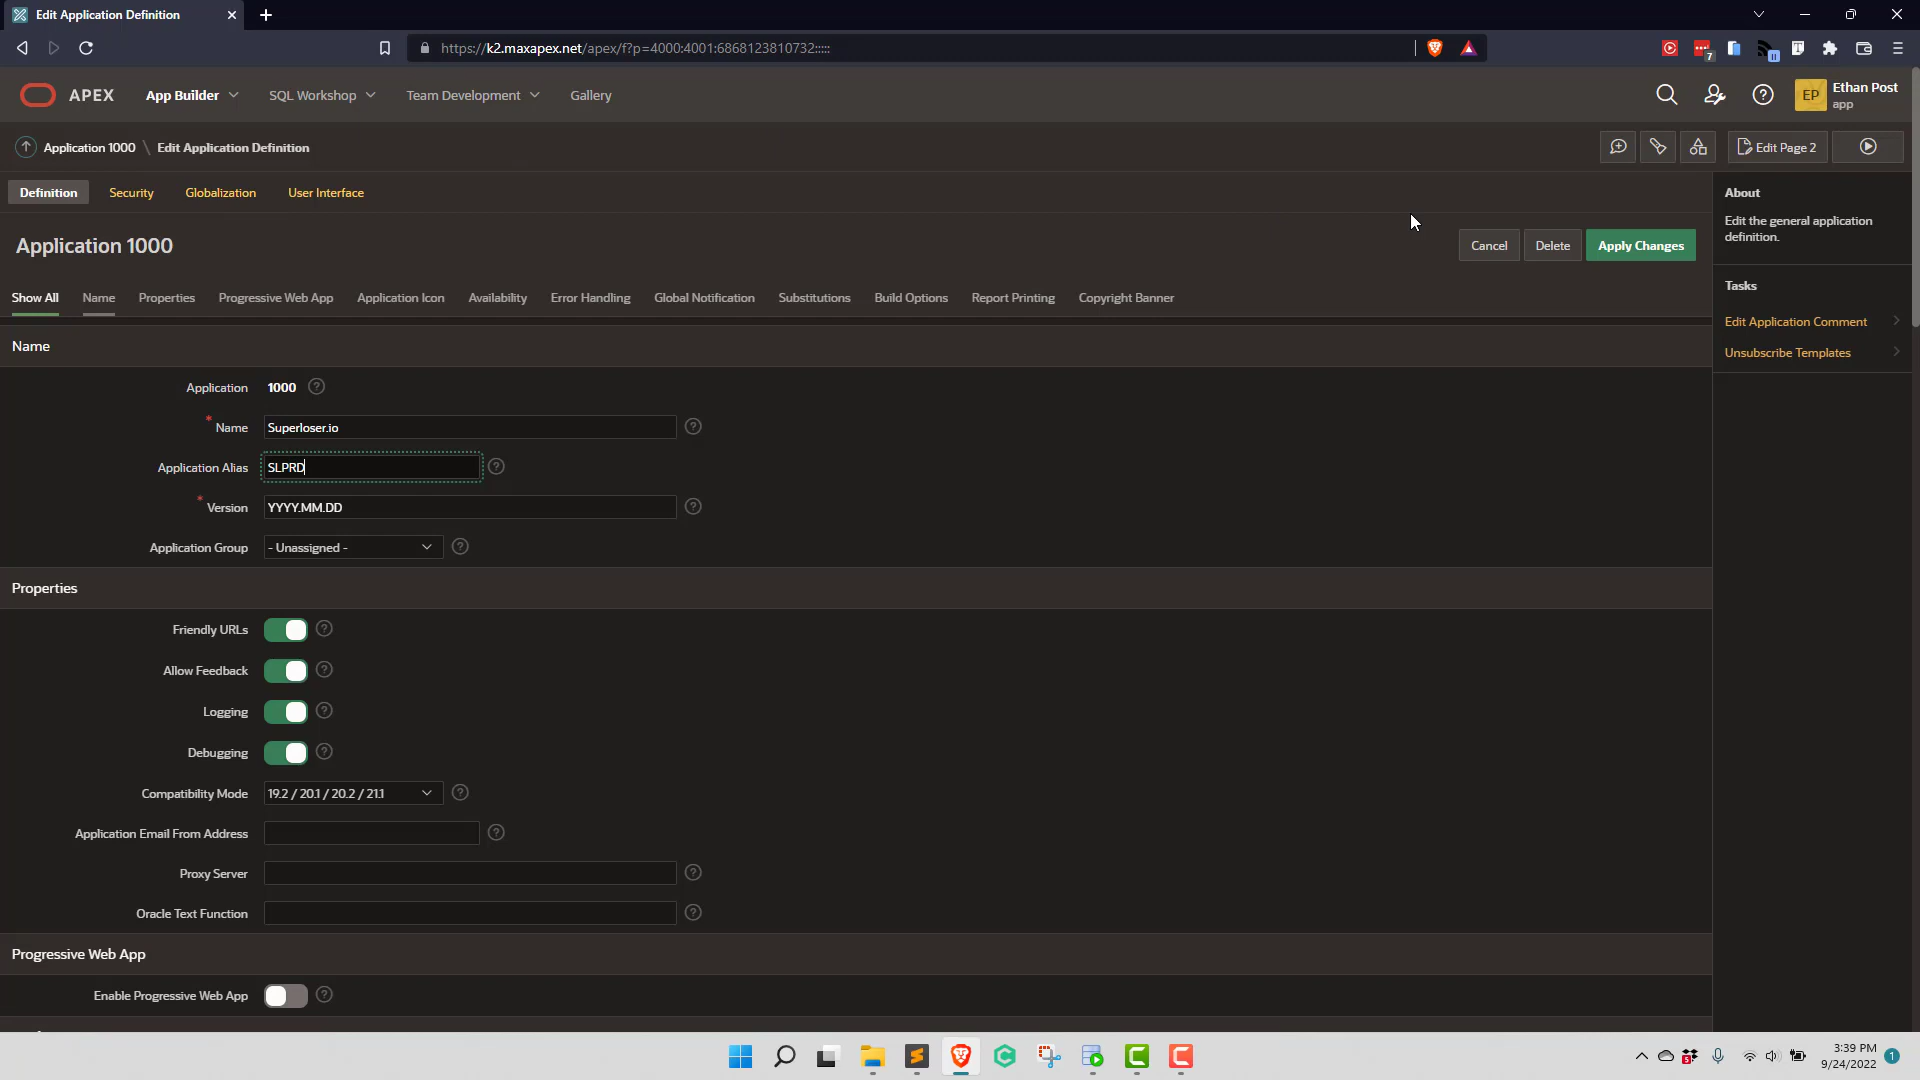 Edit Application Definition
https://k2.maxapex.net/apex/f?p=4000:4001:6868123810732:::::
7
APEX
App Builder
SQL Workshop
Team Development
Gallery
EP
Ethan Post
app
Application 1000 \ Edit Application Definition
Edit Page 2
Definition
Security
Globalization
User Interface
Application 1000
Cancel
Delete
Apply Changes
Show All
Name
Properties
Progressive Web App
Application Icon
Availability
Error Handling
Global Notification
Substitutions
Build Options
Report Printing
Copyright Banner
About
Edit the general application
definition.
Tasks
Edit Application Comment
Unsubscribe Templates
Name
Application 1000
* Name Superloser.io
Application Alias SLPRD
* Version YYYY.MM.DD
Application Group - Unassigned -
Properties
Friendly URLs
Allow Feedback
Logging
Debugging
Compatibility Mode 19.2 / 20.1 / 20.2 / 21.1
Application Email From Address
Proxy Server
Oracle Text Function
Progressive Web App
Enable Progressive Web App
3:39 PM
9/24/2022
1